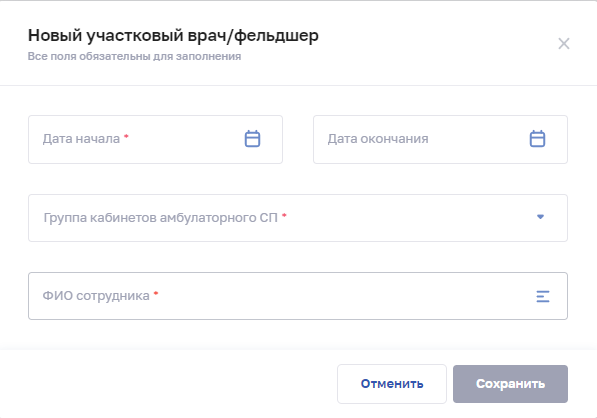 Новый участковый врач/фельдшер
Все поля обязательны для заполнения
Дата начала *
Дата окончания
Группа кабинетов амбулаторного СП *
ФИО сотрудника *
Отменить
Сохранить